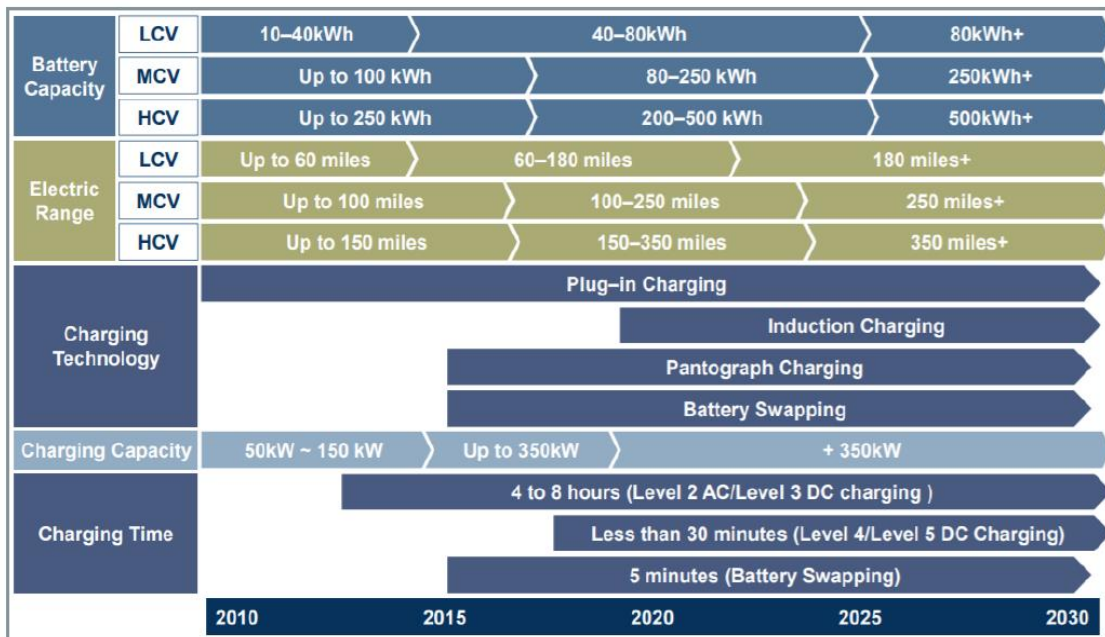 Battery
Capacity
LCV
10–40kWh
40–80kWh
80kWh+
MCV
Up to 100 kWh
80–250 kWh
250kWh+
HCV
Up to 250 kWh
200–500 kWh
500kWh+
Electric
Range
LCV
Up to 60 miles
60–180 miles
180 miles+
MCV
Up to 100 miles
100–250 miles
250 miles+
HCV
Up to 150 miles
150–350 miles
350 miles+
Charging
Technology
Plug–in Charging
Induction Charging
Pantograph Charging
Battery Swapping
Charging Capacity
50kW ~ 150 kW
Up to 350kW
+ 350kW
Charging Time
4 to 8 hours (Level 2 AC/Level 3 DC charging )
Less than 30 minutes (Level 4/Level 5 DC Charging)
5 minutes (Battery Swapping)
2010
2015
2020
2025
2030